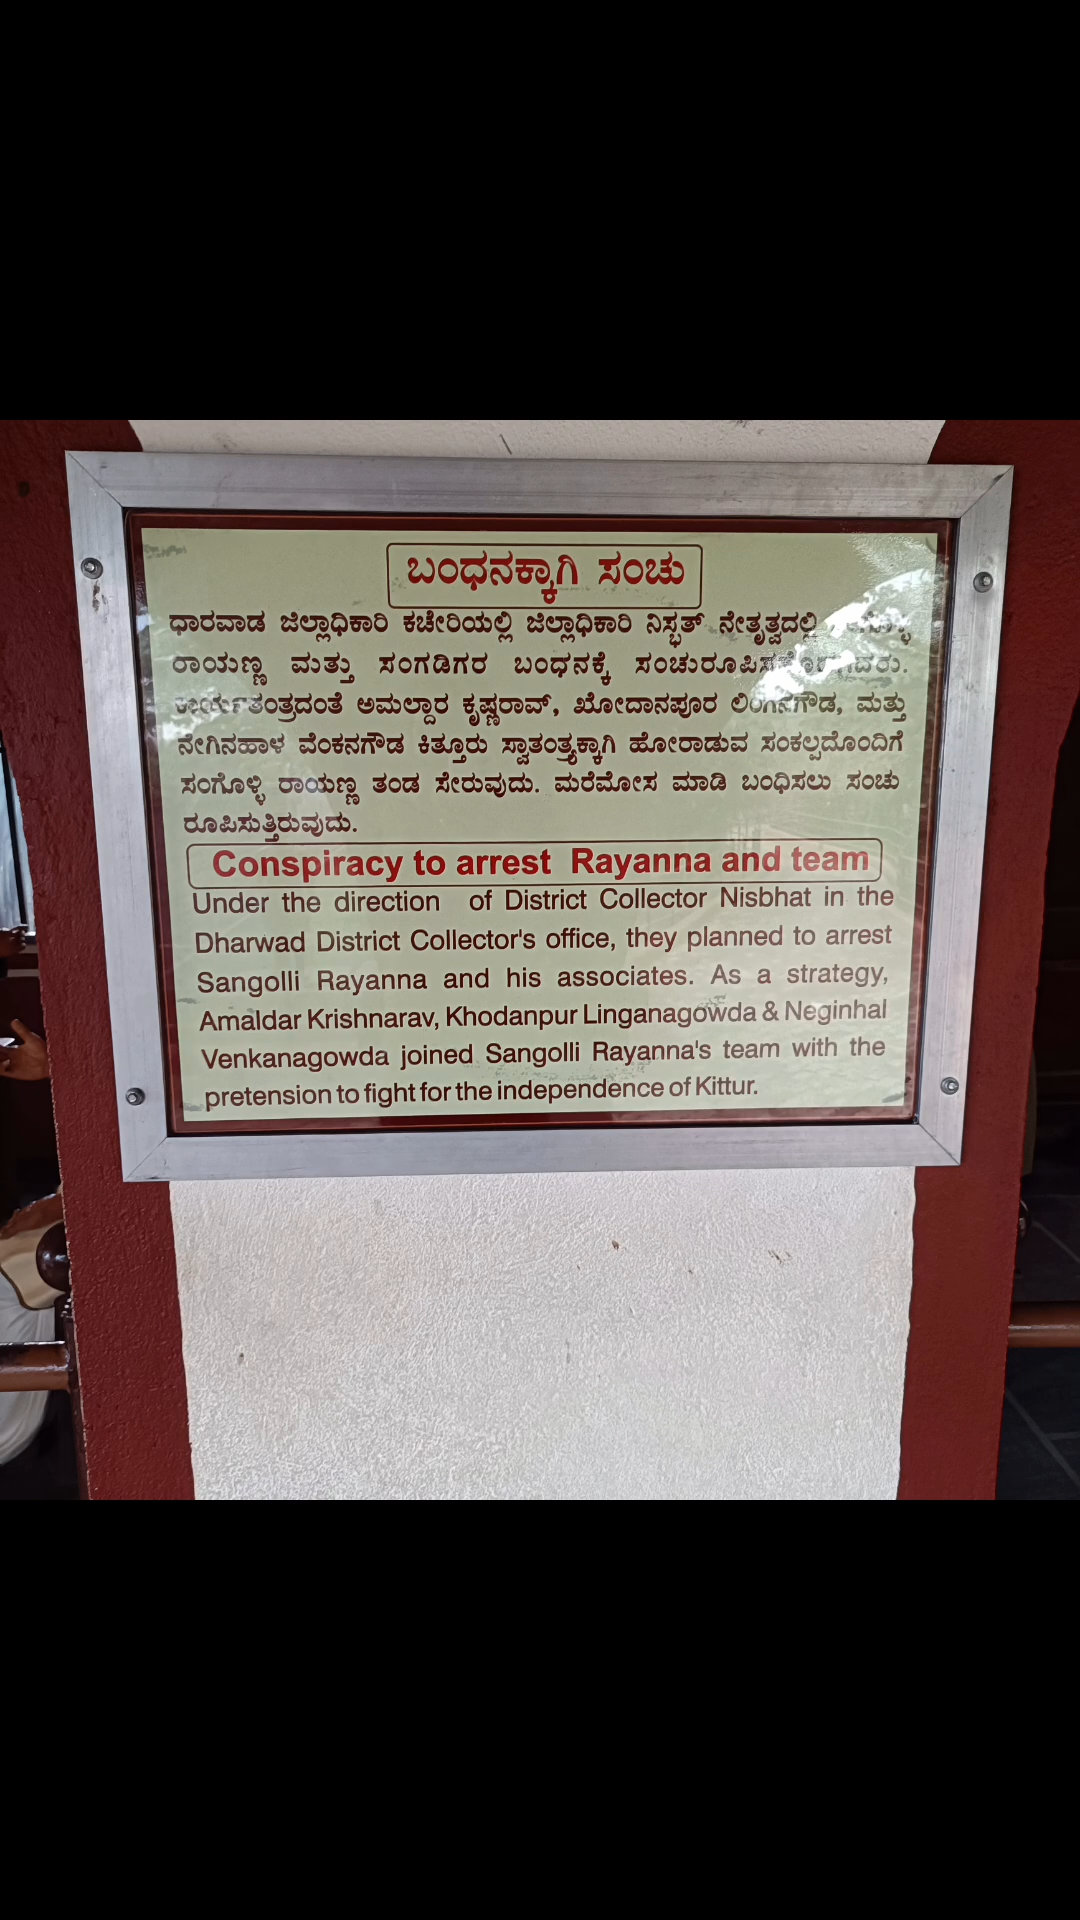 ಬಂಧನಕ್ಕಾಗಿ ಸಂಚು
ಧಾರವಾಡ ಜಿಲ್ಲಾಧಿಕಾರಿ ಕಚೇರಿಯಲ್ಲಿ ಜಿಲ್ಲಾಧಿಕಾರಿ ನಿಸ್ಬತ್ ನೇತೃತ್ವದಲ್ಲಿ
ರಾಯಣ್ಣ ಮತ್ತು ಸಂಗಡಿಗರ ಬಂಧನಕ್ಕೆ
ಕಾರ್ಯತಂತ್ರದಂತೆ ಅಮಲ್ದಾರ ಕೃಷ್ಣರಾವ್, ಖೋದಾನಪೂರ ಲಿಂಗನಗೌಡ, ಮತ್ತು
ನೇಗಿನಹಾಳ ವೆಂಕನಗೌಡ ಕಿತ್ತೂರು ಸ್ವಾತಂತ್ರ್ಯಕ್ಕಾಗಿ ಹೋರಾಡುವ ಸಂಕಲ್ಪದೊಂದಿಗೆ
ಸಂಗೊಳ್ಳಿ ರಾಯಣ್ಣ ತಂಡ ಸೇರುವುದು. ಮರೆಮೋಸ ಮಾಡಿ ಬಂಧಿಸಲು ಸಂಚು
ರೂಪಿಸುತ್ತಿರುವುದು.
Conspiracy to arrest Rayanna and team
Under the direction of District Collector Nisbhat in the
Dharwad District Collector's office, they planned to arrest
Sangolli Rayanna and his associates. As a strategy,
Amaldar Krishnarav, Khodanpur Linganagowda & Neginhal
Venkanagowda joined Sangolli Rayanna's team with the
pretension to fight for the independence of Kittur.